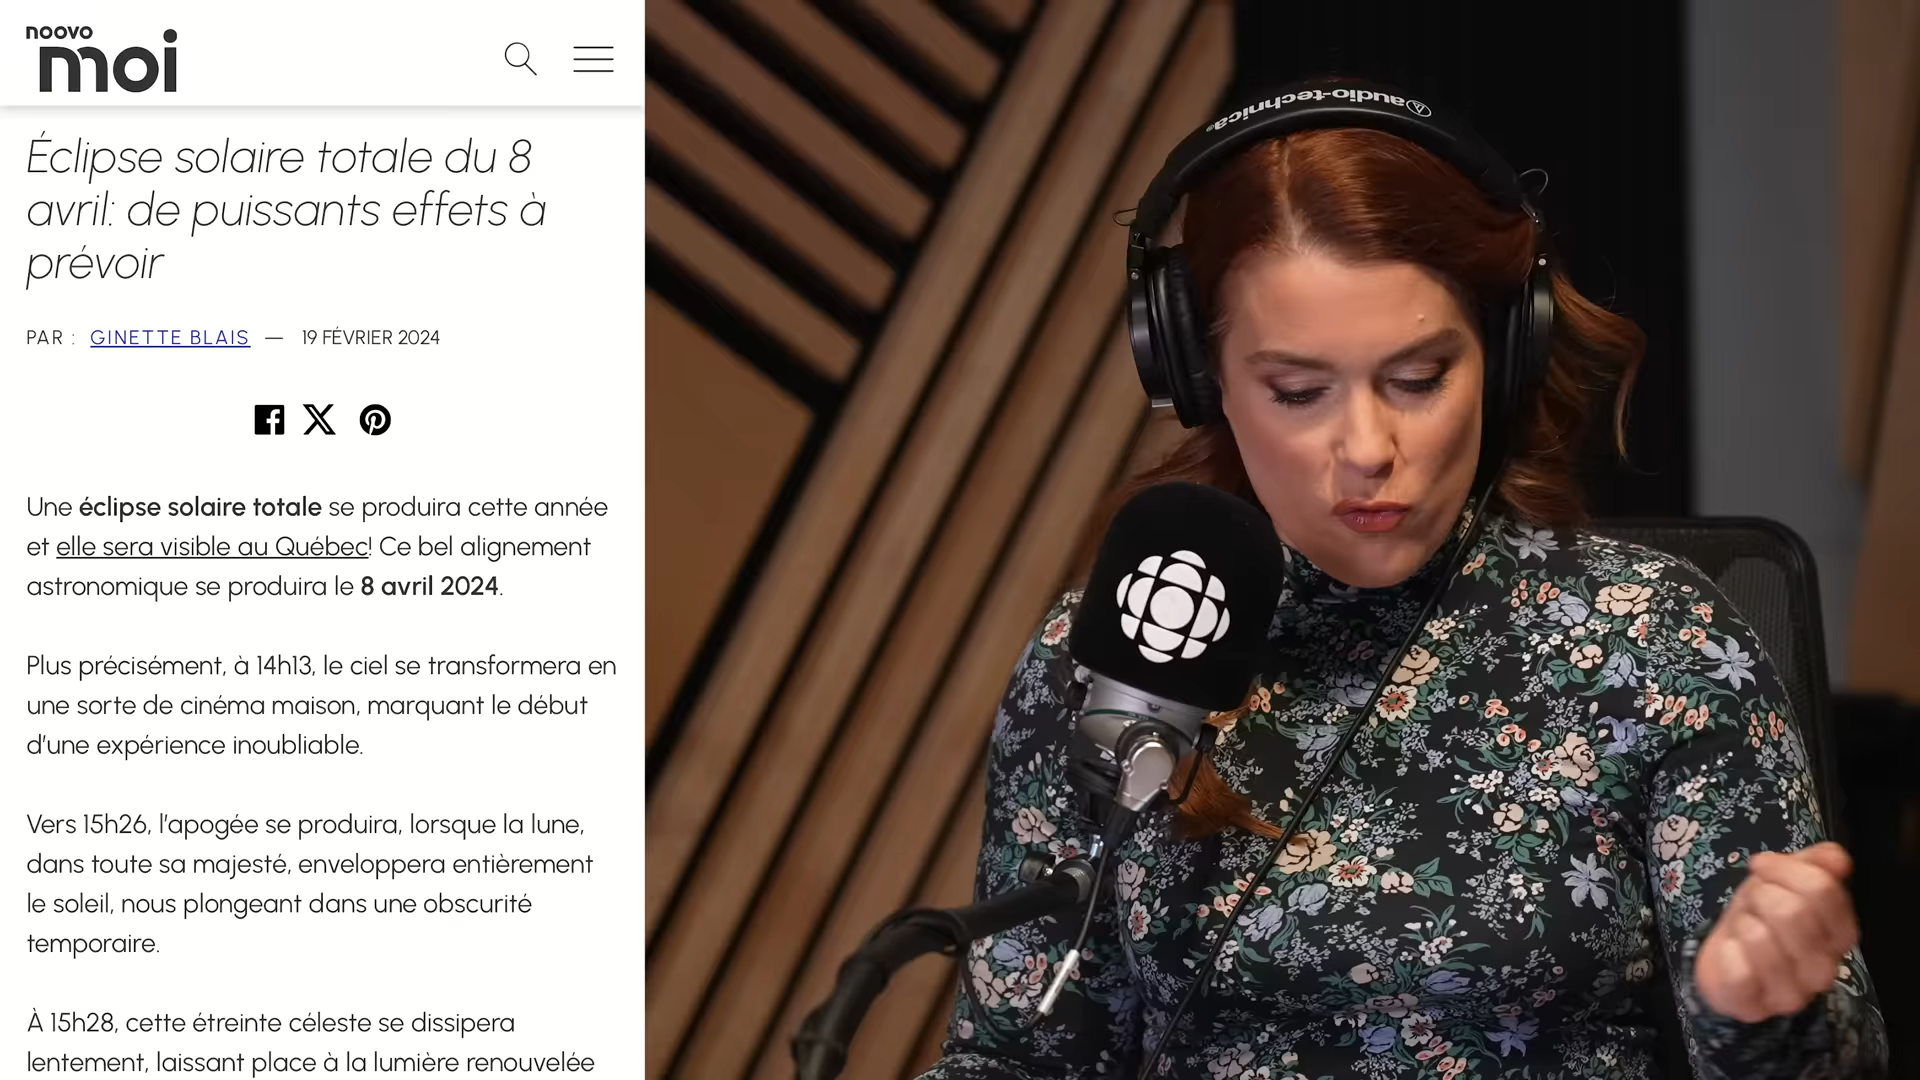 noovo
moi
Éclipse solaire totale du 8
avril: de puissants effets à
prévoir
PAR : GINETTE BLAIS — 19 FÉVRIER 2024
Une éclipse solaire totale se produira cette année
et elle sera visible au Québec! Ce bel alignement
astronomique se produira le 8 avril 2024.
Plus précisément, à 14h13, le ciel se transformera en
une sorte de cinéma maison, marquant le début
d'une expérience inoubliable.
Vers 15h26, l'apogée se produira, lorsque la lune,
dans toute sa majesté, enveloppera entièrement
le soleil, nous plongeant dans une obscurité
temporaire.
À 15h28, cette étreinte céleste se dissipera
lentement, laissant place à la lumière renouvelée
audio-technica